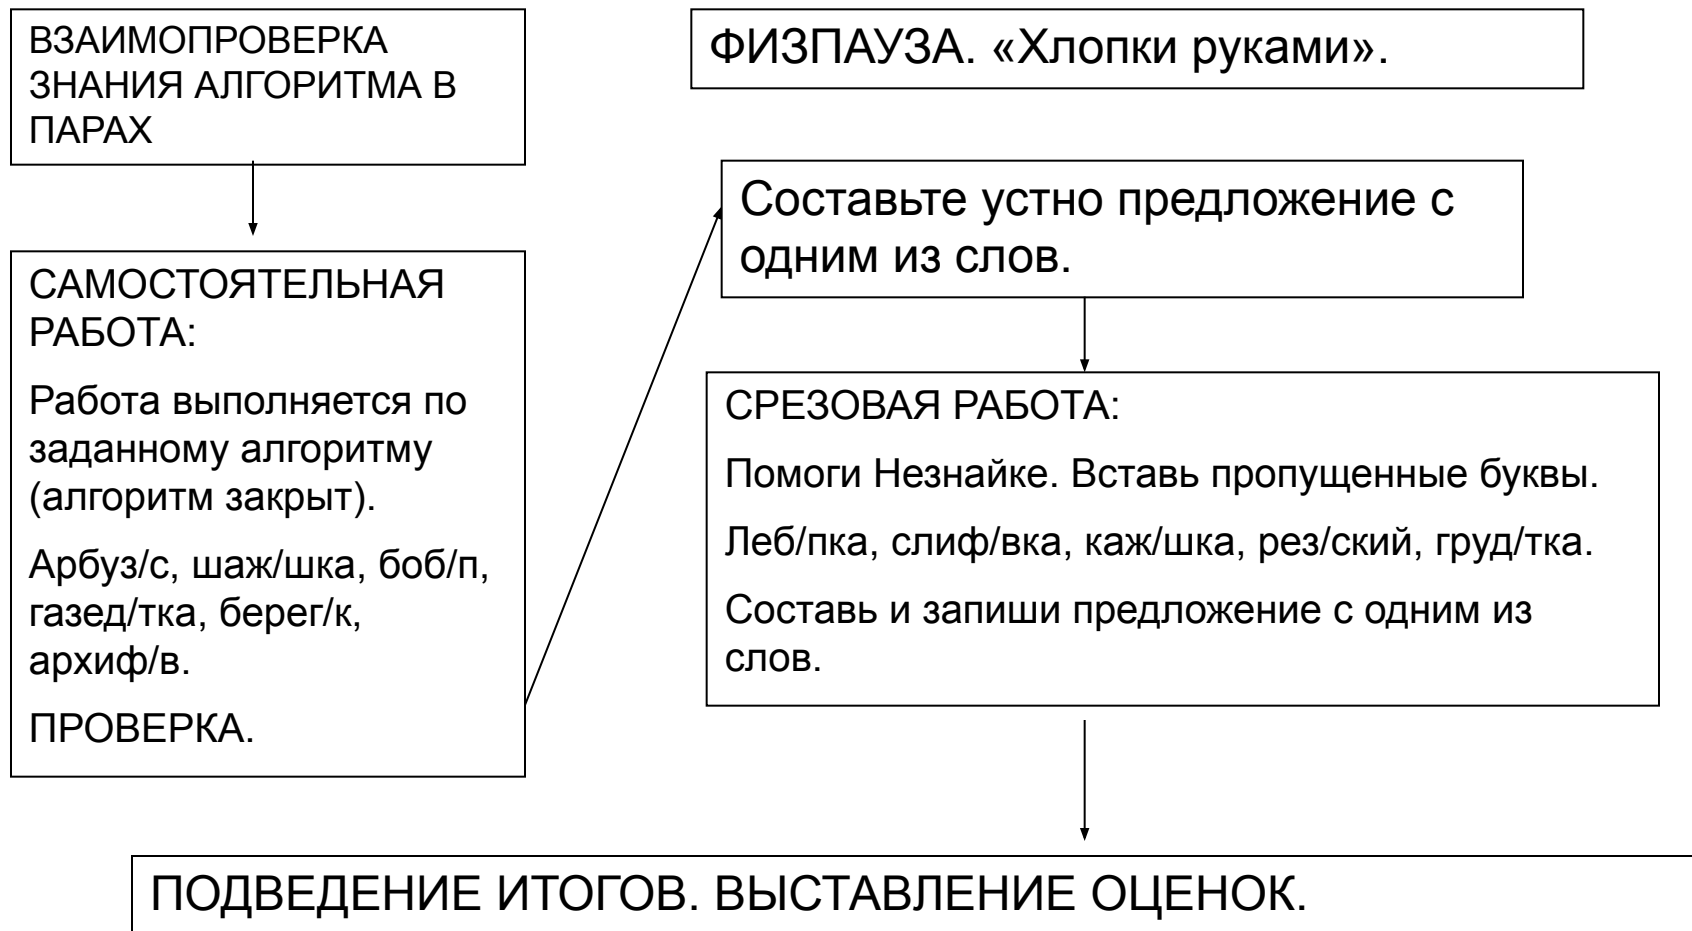 ВЗАИМОПРОВЕРКА
ЗНАНИЯ АЛГОРИТМА В
ПАРАХ
САМОСТОЯТЕЛЬНАЯ
РАБОТА:
Работа выполняется по
заданному алгоритму
(алгоритм закрыт).
Арбуз/с, шаж/шка, боб/п,
газед/тка, берег/к,
архиф/в.
ПРОВЕРКА.
ФИЗПАУЗА. «Хлопки руками».
Составьте устно предложение с
одним из слов.
СРЕЗОВАЯ РАБОТА:
Помоги Незнайке. Вставь пропущенные буквы.
Леб/пка, слиф/вка, каж/шка, рез/ский, груд/тка.
Составь и запиши предложение с одним из
слов.
ПОДВЕДЕНИЕ ИТОГОВ. ВЫСТАВЛЕНИЕ ОЦЕНОК.